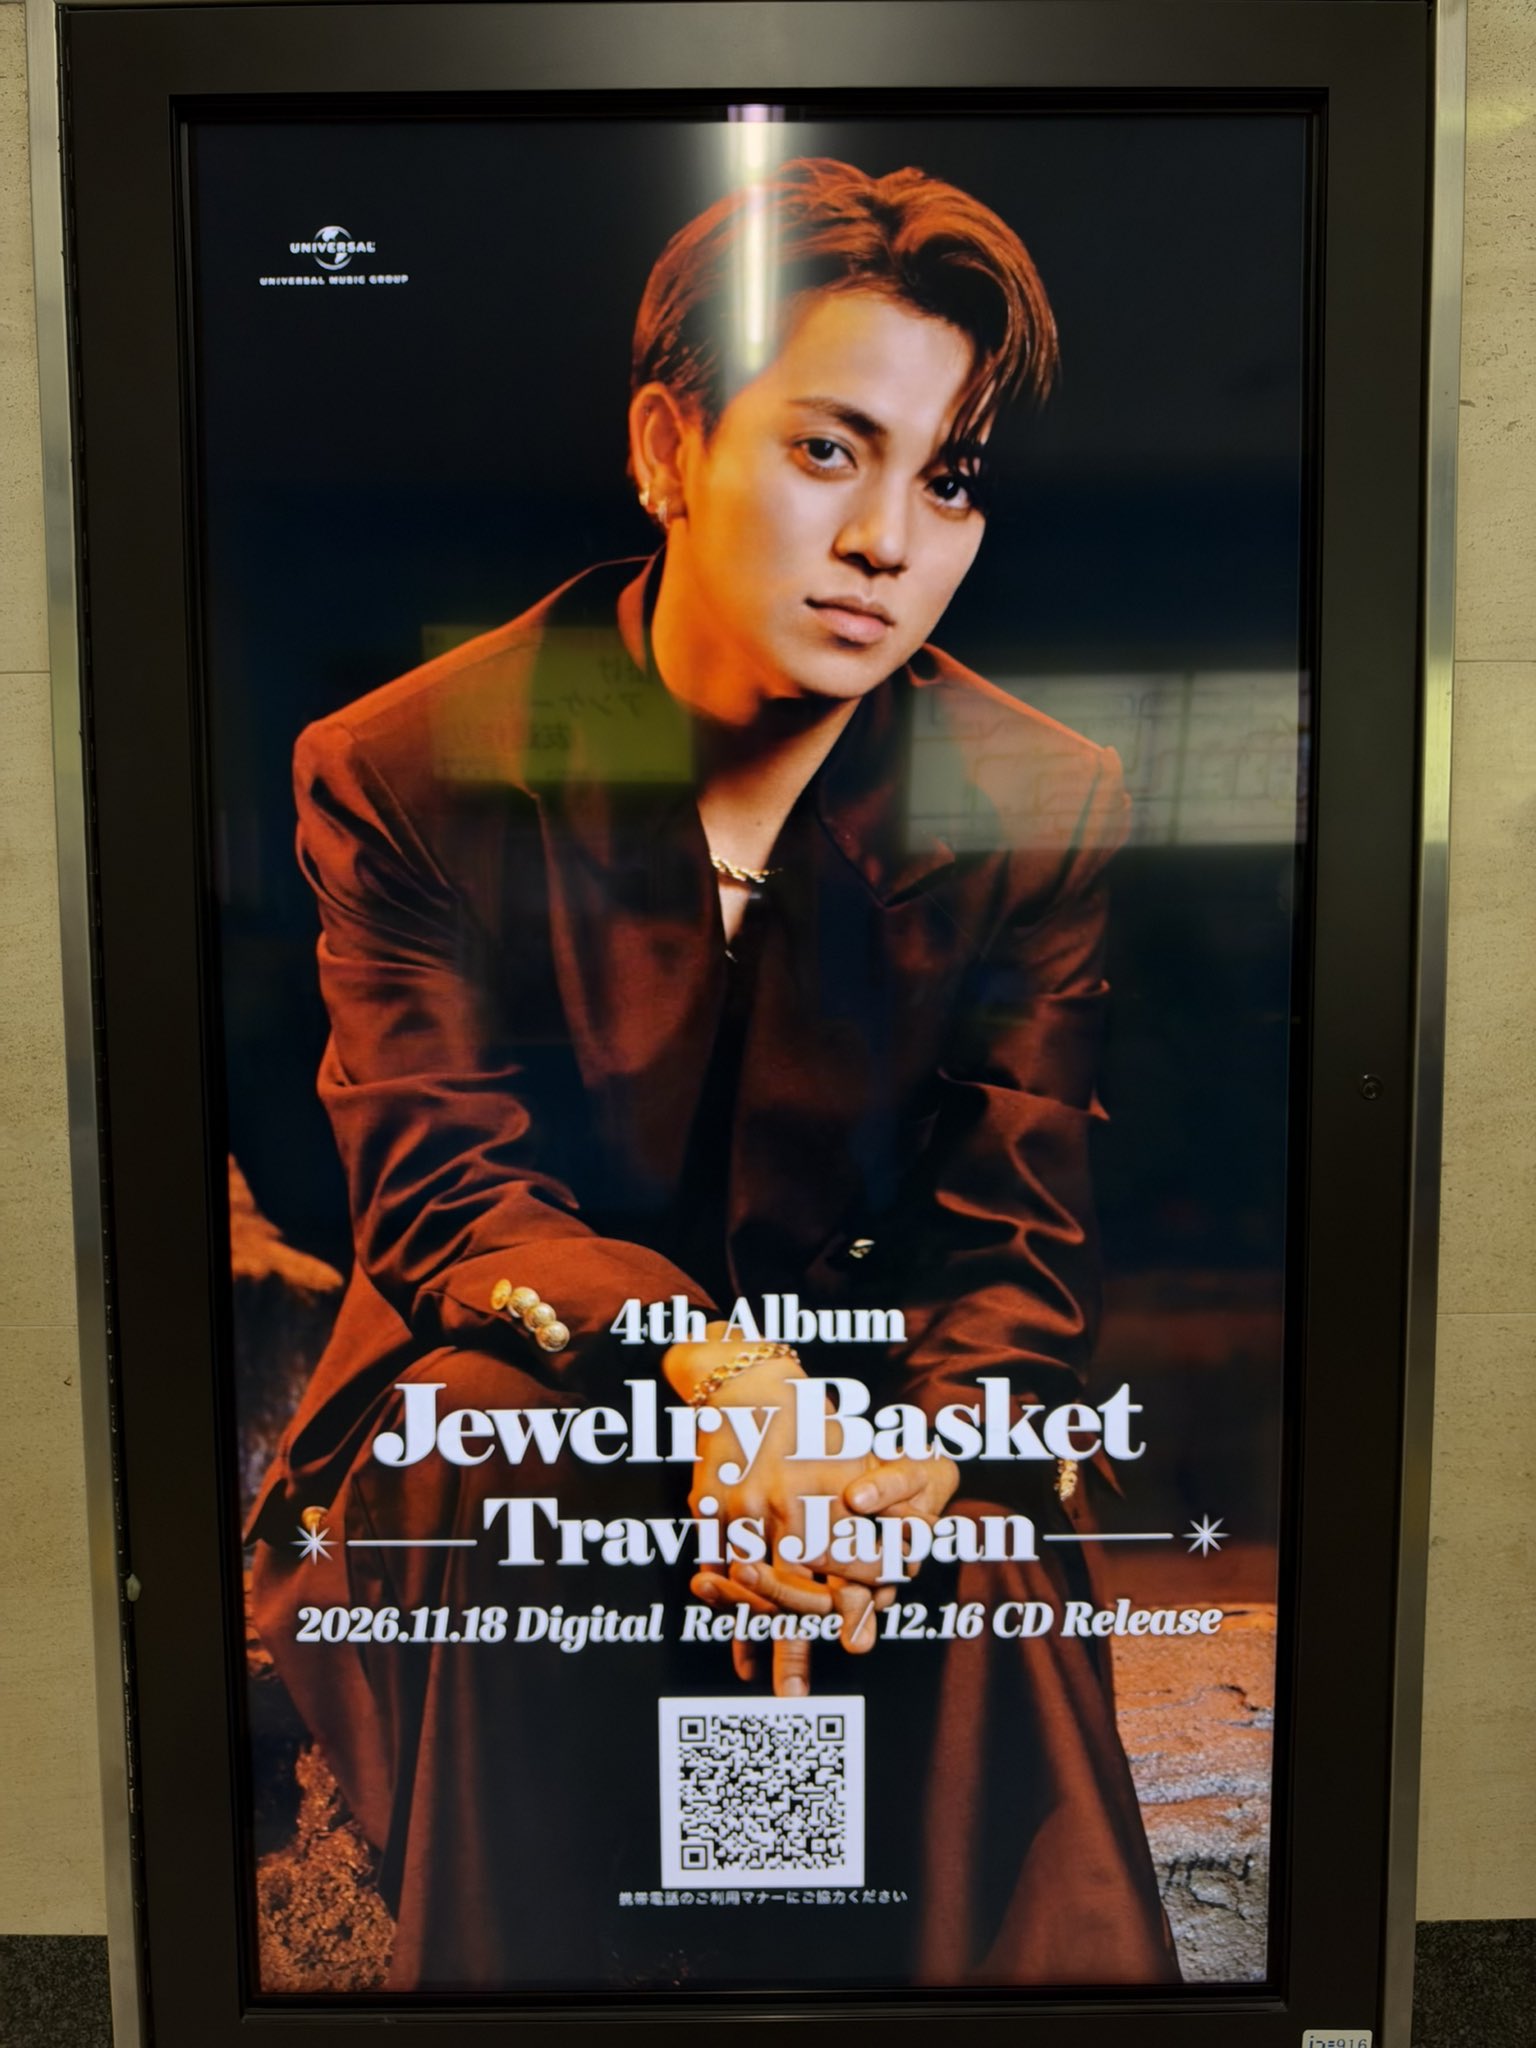 UNIVERSAL
UNIVERSAL MUSIC GROUP
4th Album
Jewelry Basket
Travis Japan
2026.11.18 Digital Release / 12.16 CD Release
携帯電話のご利用マナーにご協力ください